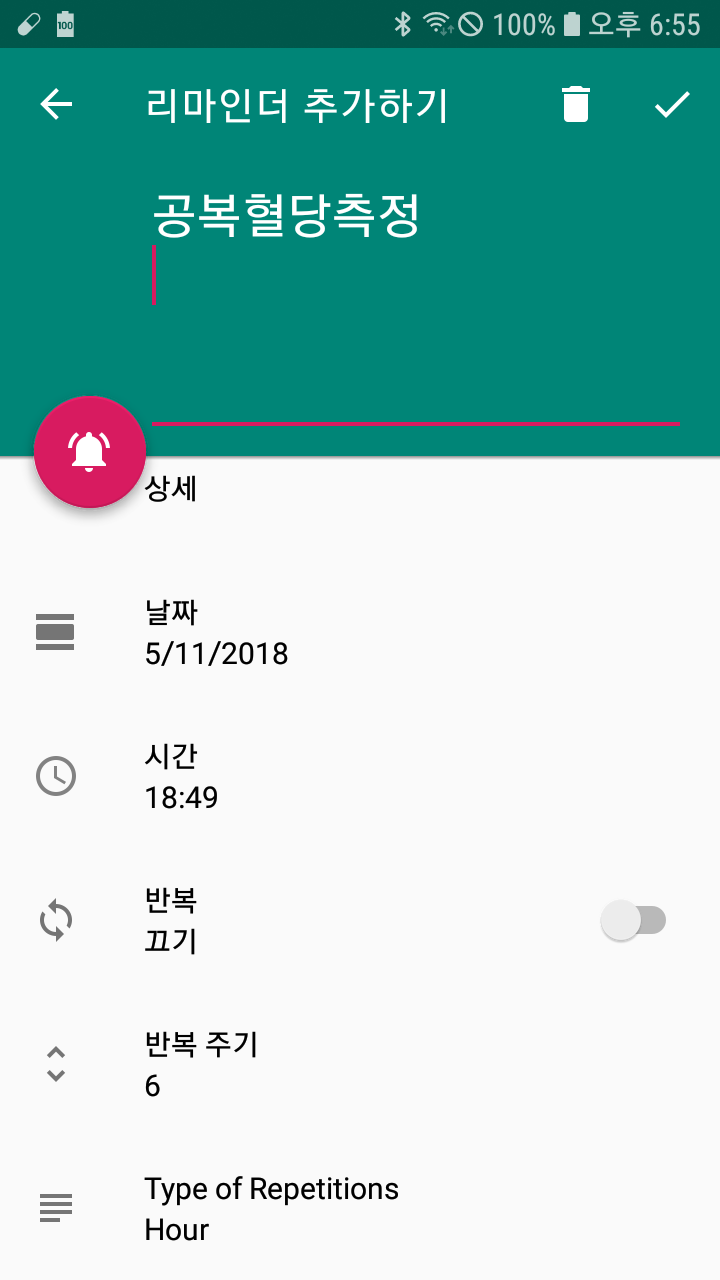 100 100% 오후 6:55
리마인더 추가하기
공복혈당측정
상세
날짜
5/11/2018
시간
18:49
반복
끄기
반복 주기
6
Type of Repetitions
Hour